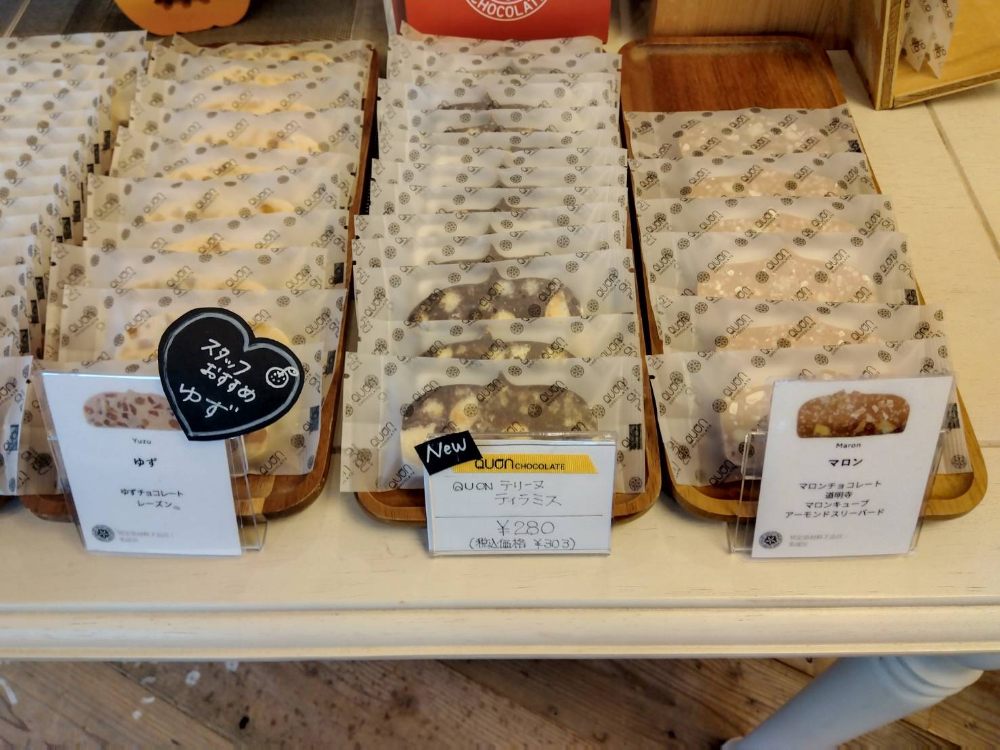 CHOCOLATE
スタッフ
おすすめ
ゆず
Yuzu
ゆず
ゆずチョコレート
レーズン
New
QUON CHOCOLATE
QUON テリーヌ
ティラミス
¥280
(税込価格 ¥303)
Maron
マロン
マロンチョコレート
道明寺
マロンキューブ
アーモンドスリーバード
QUON